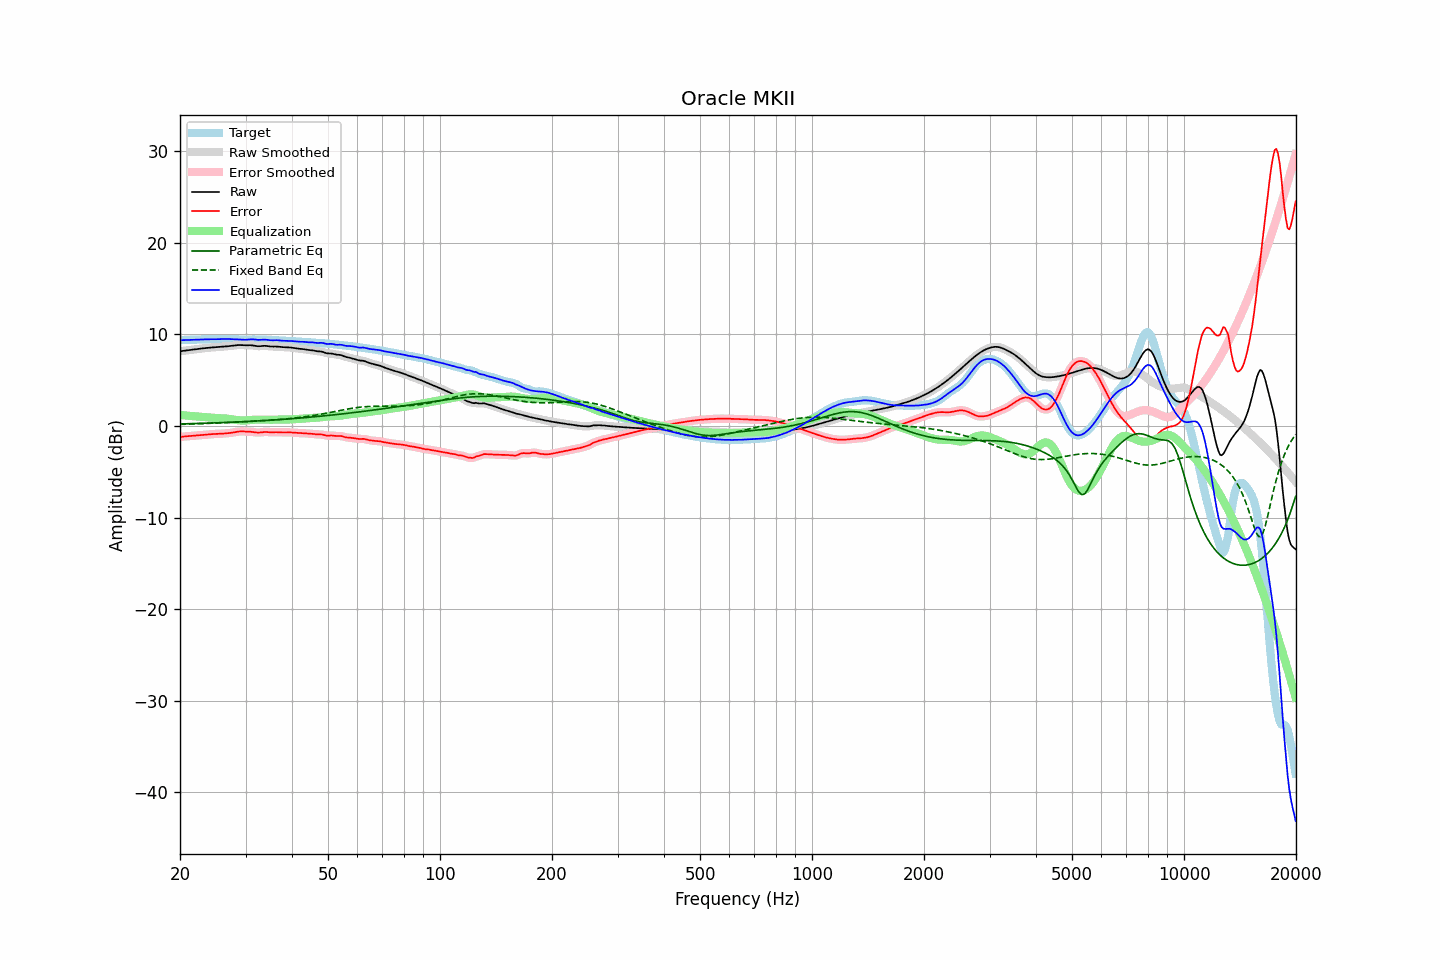 Oracle MKII
Target
Raw Smoothed
Error Smoothed
Raw
Error
Equalization
Parametric Eq
Fixed Band Eq
Equalized
30
20
10
0
−10
−20
−30
−40
Amplitude (dBr)
20 50 100 200 500 1000 2000 5000 10000 20000
Frequency (Hz)